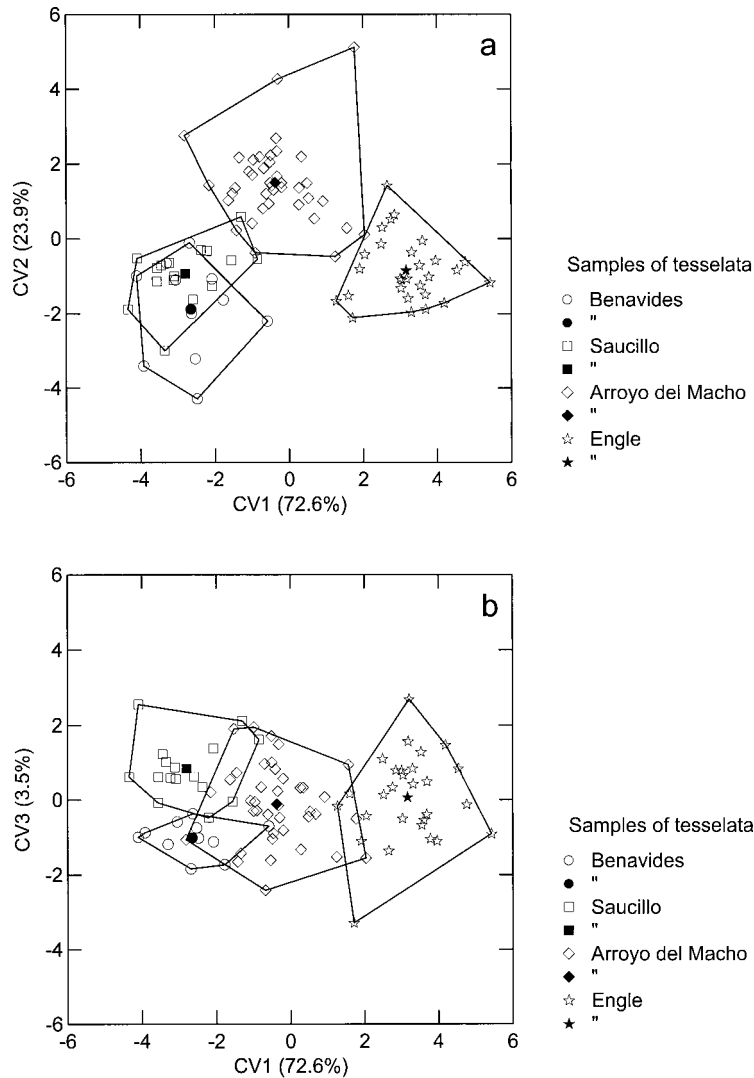 a
6
4
2
0
-2
-4
-6
CV2 (23.9%)
-6 -4 -2 0 2 4 6
CV1 (72.6%)
Samples of tesselata
Benavides
"
Saucillo
"
Arroyo del Macho
"
Engle
"
b
6
4
2
0
-2
-4
-6
CV3 (3.5%)
-6 -4 -2 0 2 4 6
CV1 (72.6%)
Samples of tesselata
Benavides
"
Saucillo
"
Arroyo del Macho
"
Engle
"